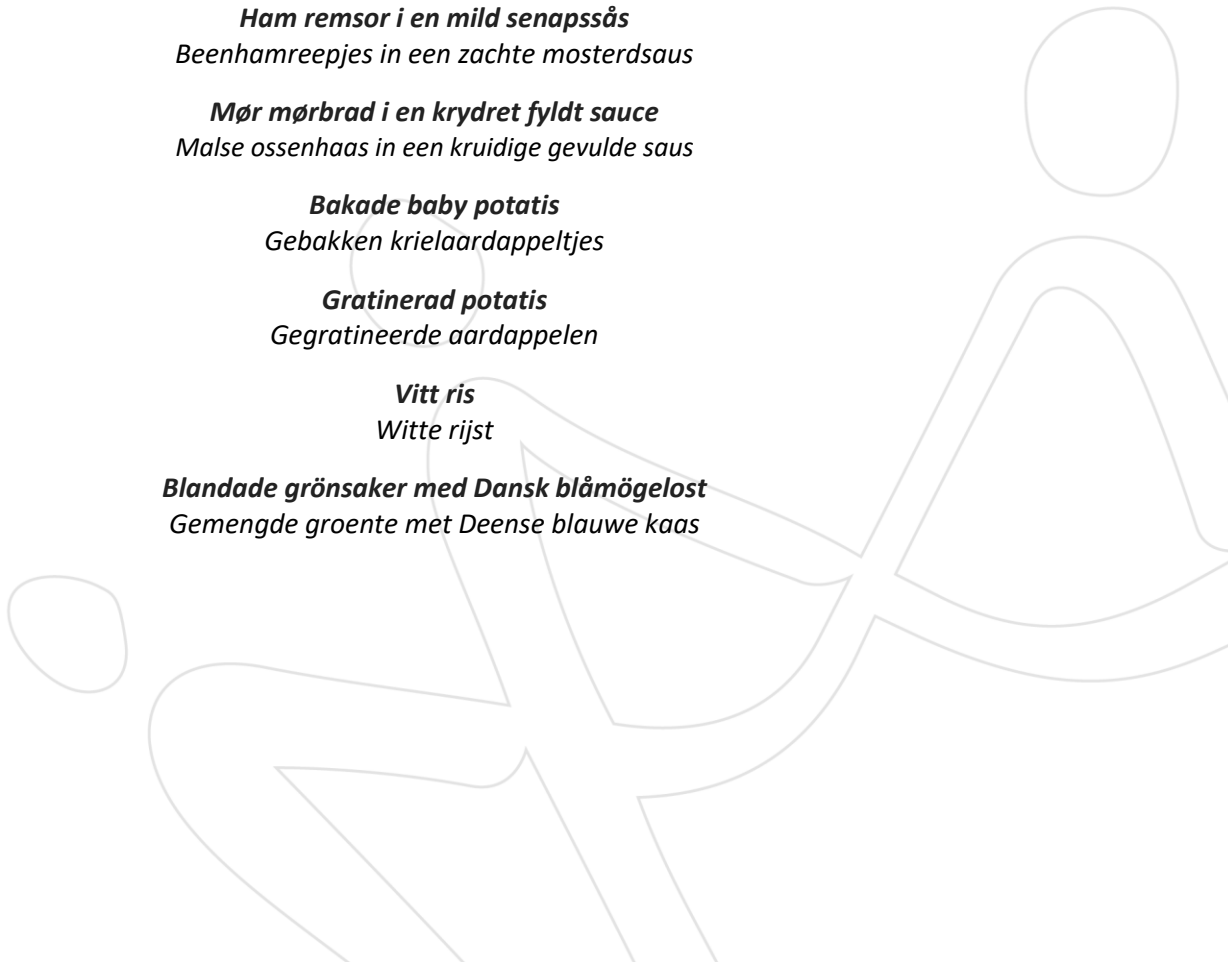 Ham remsor i en mild senapssås
Beenhamreepjes in een zachte mosterdsaus
Mør mørbrad i en krydret fyldt sauce
Malse ossenhaas in een kruidige gevulde saus
Bakade baby potatis
Gebakken krielaardappeltjes
Gratinerad potatis
Gegratineerde aardappelen
Vitt ris
Witte rijst
Blandade grönsaker med Dansk blåmögelost
Gemengde groente met Deense blauwe kaas